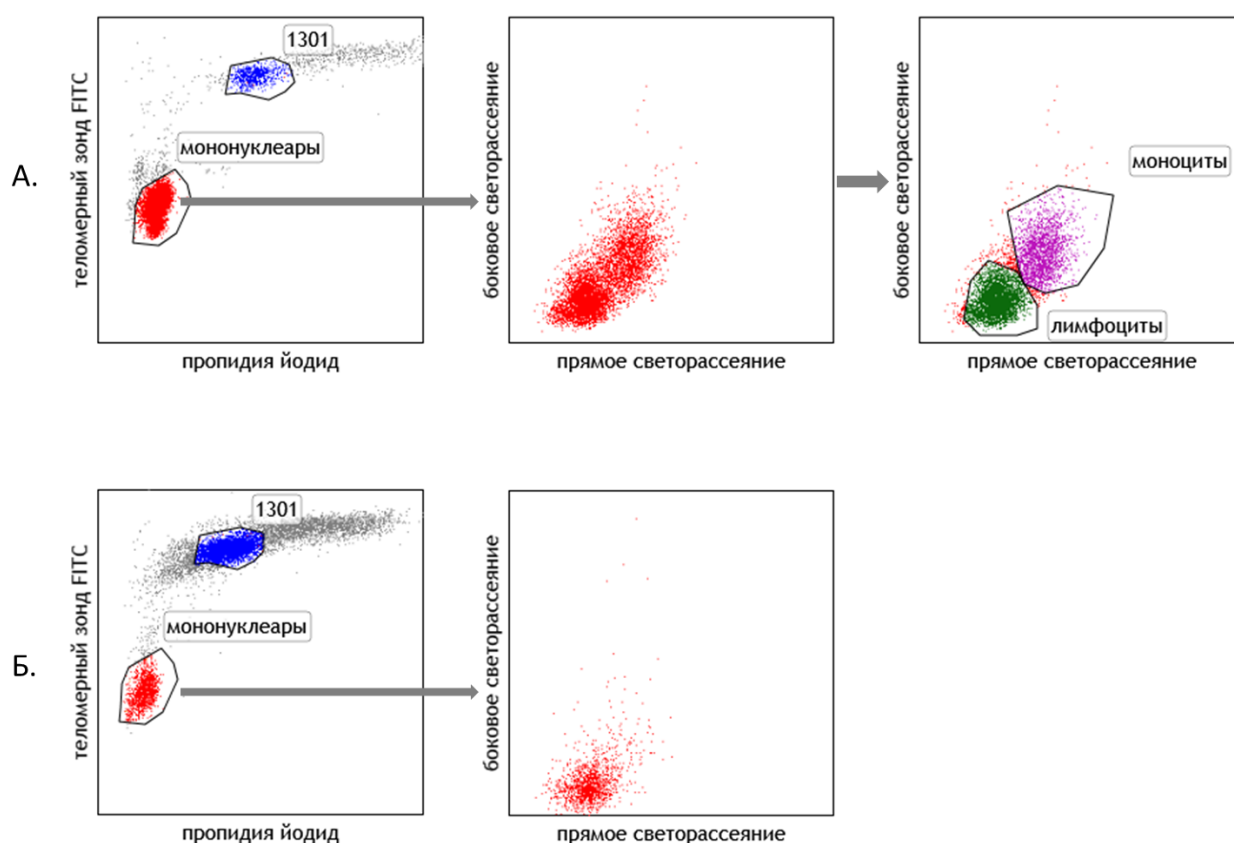 А.
теломерный зонд FITC
1301
мононуклеары
пропидия йодид
боковое светорассеяние
прямое светорассеяние
боковое светорассеяние
моноциты
лимфоциты
прямое светорассеяние
Б.
теломерный зонд FITC
1301
мононуклеары
пропидия йодид
боковое светорассеяние
прямое светорассеяние